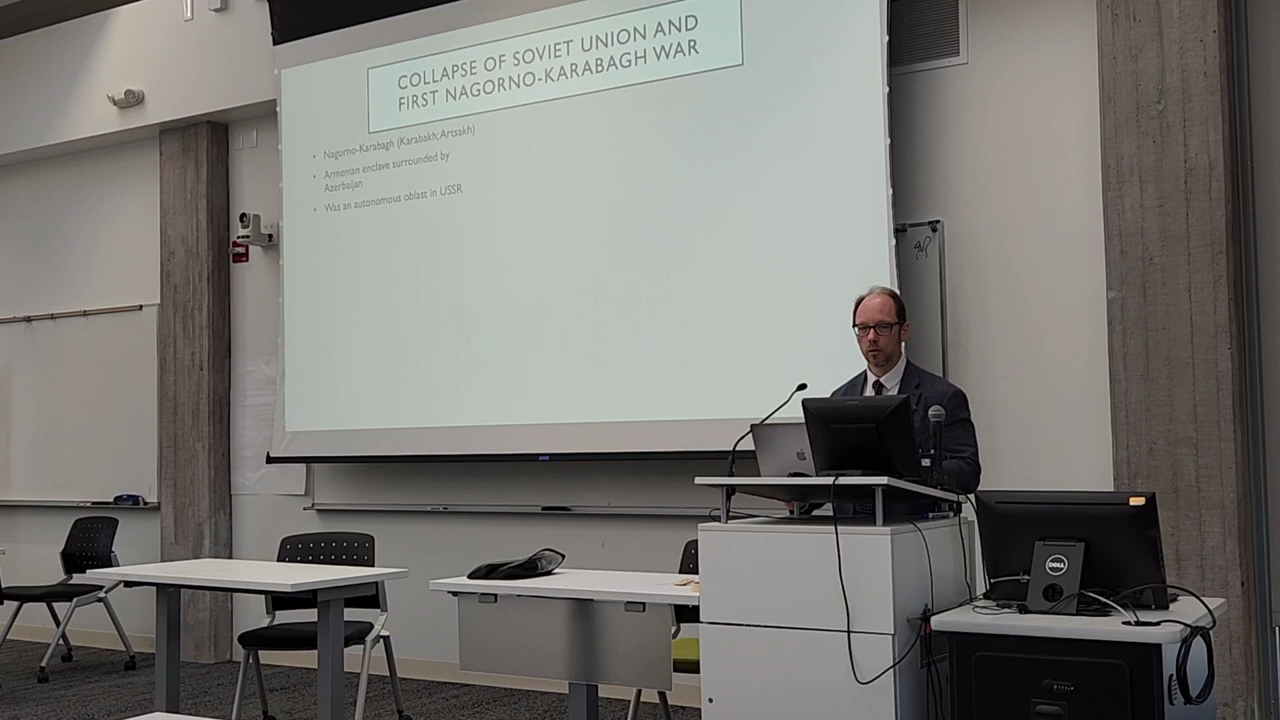 COLLAPSE OF SOVIET UNION AND
FIRST NAGORNO-KARABAGH WAR
Nagorno-Karabagh (Karabakh; Artsakh)
Armenian enclave surrounded by
Azerbaijan
Was an autonomous oblast in USSR
DELL